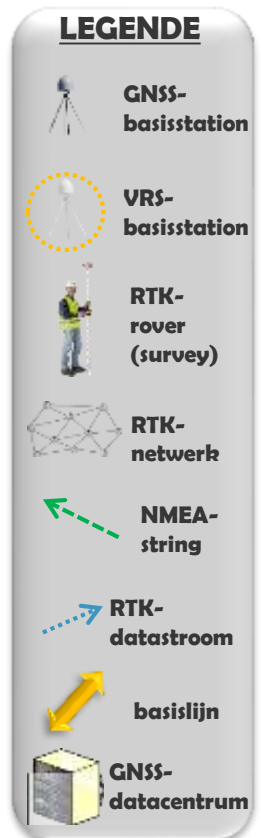 LEGENDE
GNSS-
basisstation
VRS-
basisstation
RTK-
rover
(survey)
RTK-
netwerk
NMEA-
string
RTK-
datastroom
basislijn
GNSS-
datacentrum